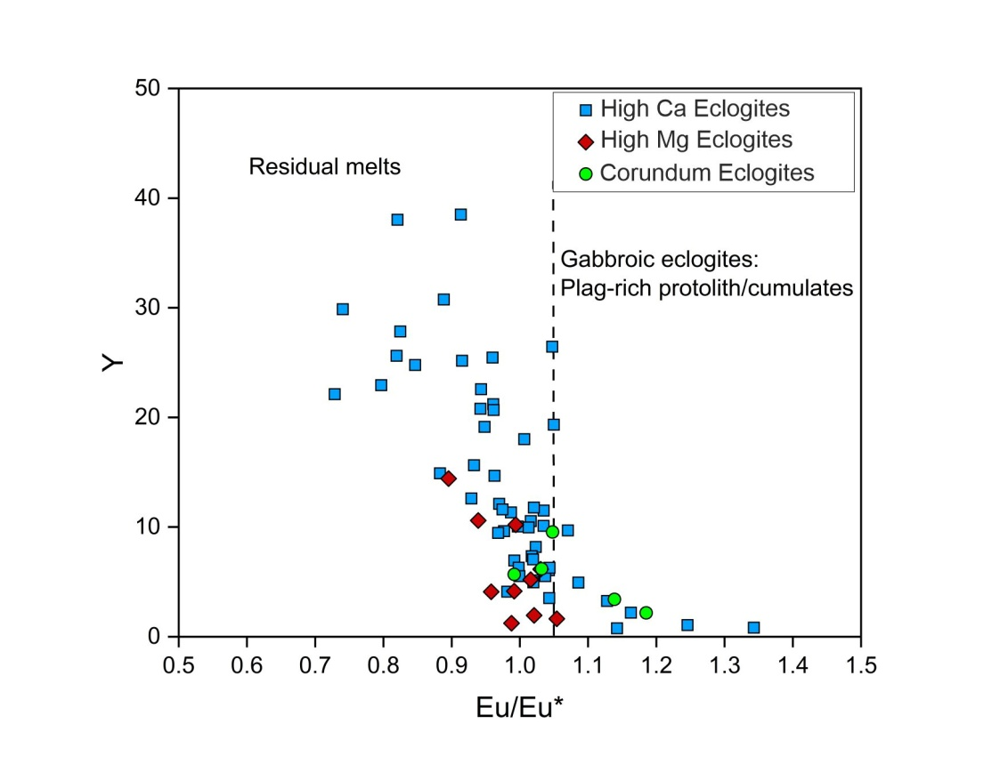 50
High Ca Eclogites
High Mg Eclogites
Residual melts
Corundum Eclogites
40
Gabbroic eclogites:
Plag-rich protolith/cumulates
30
Y
20
10
0
0.5 0.6 0.7 0.8 0.9 1.0 1.1 1.2 1.3 1.4 1.5
Eu/Eu*